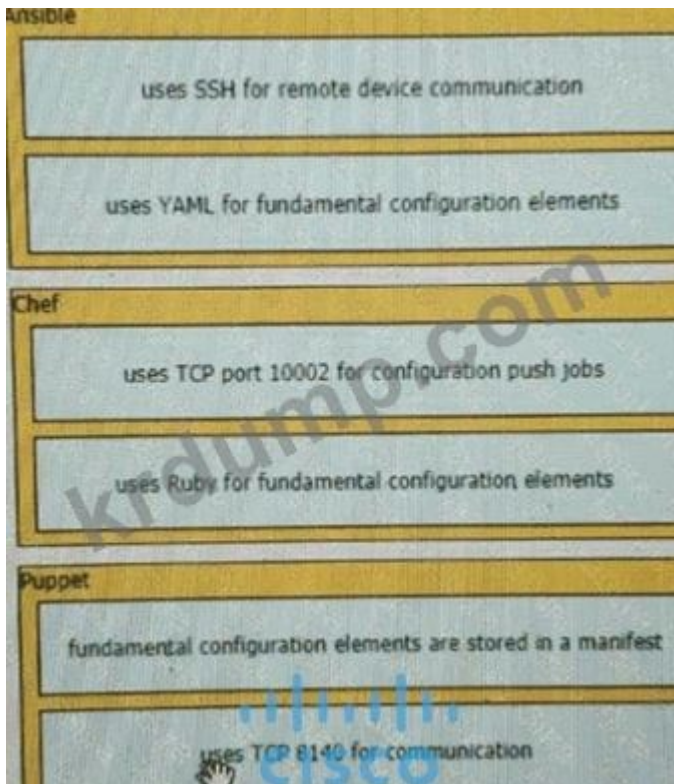 Ansible
uses SSH for remote device communication
uses YAML for fundamental configuration elements
Chef
uses TCP port 10002 for configuration push jobs
uses Ruby for fundamental configuration elements
krdump.com
Puppet
fundamental configuration elements are stored in a manifest
uses TCP 8140 for communication
CISCO